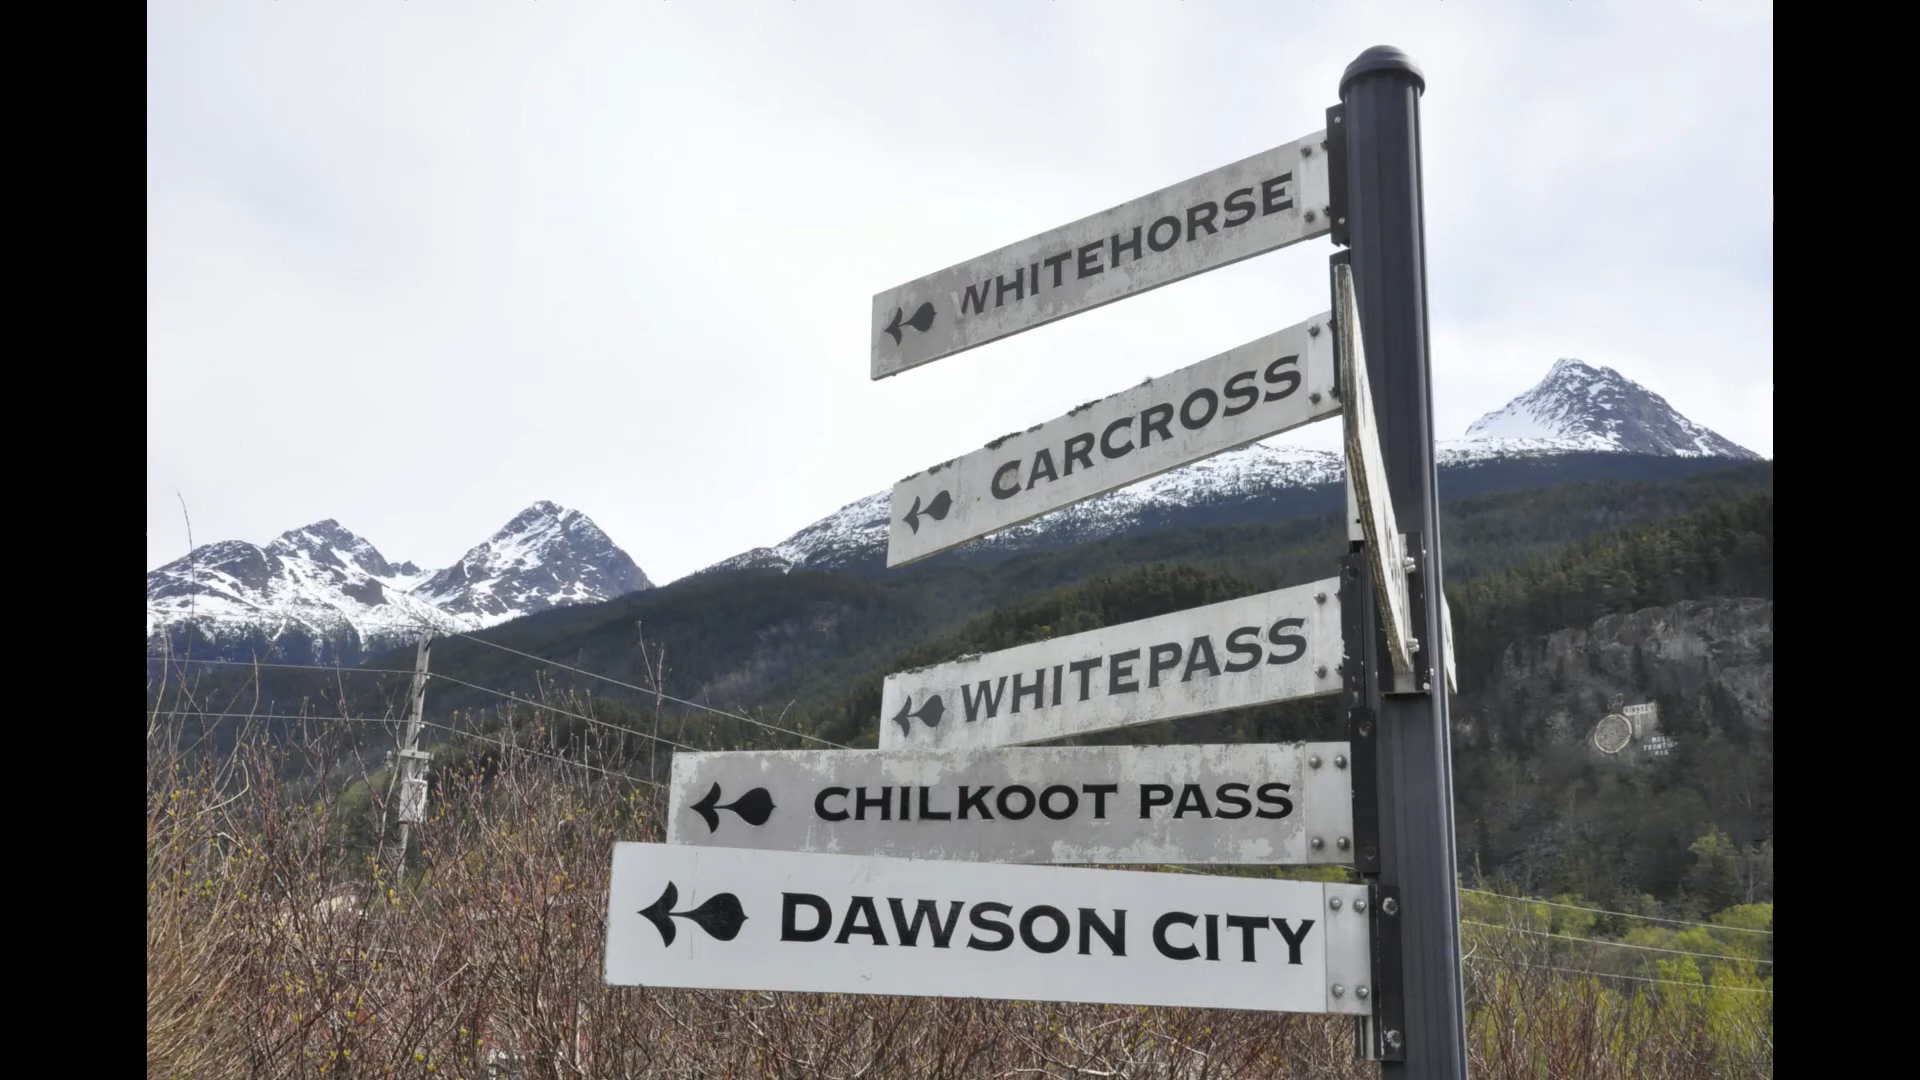 WHITEHORSE
CARCROSS
WHITEPASS
CHILKOOT PASS
DAWSON CITY